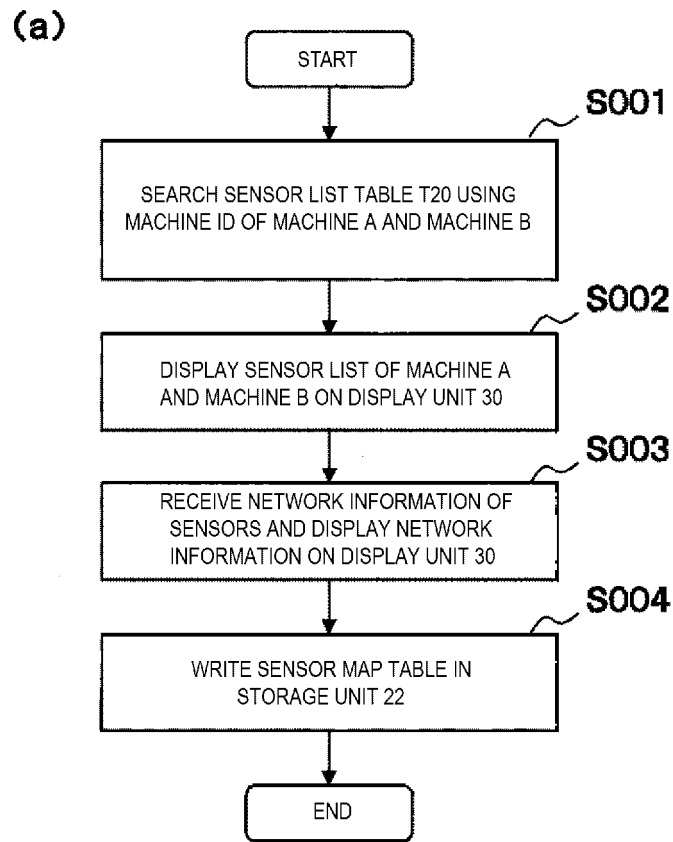 (a)
START
S001
SEARCH SENSOR LIST TABLE T20 USING
MACHINE ID OF MACHINE A AND MACHINE B
S002
DISPLAY SENSOR LIST OF MACHINE A
AND MACHINE B ON DISPLAY UNIT 30
S003
RECEIVE NETWORK INFORMATION OF
SENSORS AND DISPLAY NETWORK
INFORMATION ON DISPLAY UNIT 30
S004
WRITE SENSOR MAP TABLE IN
STORAGE UNIT 22
END